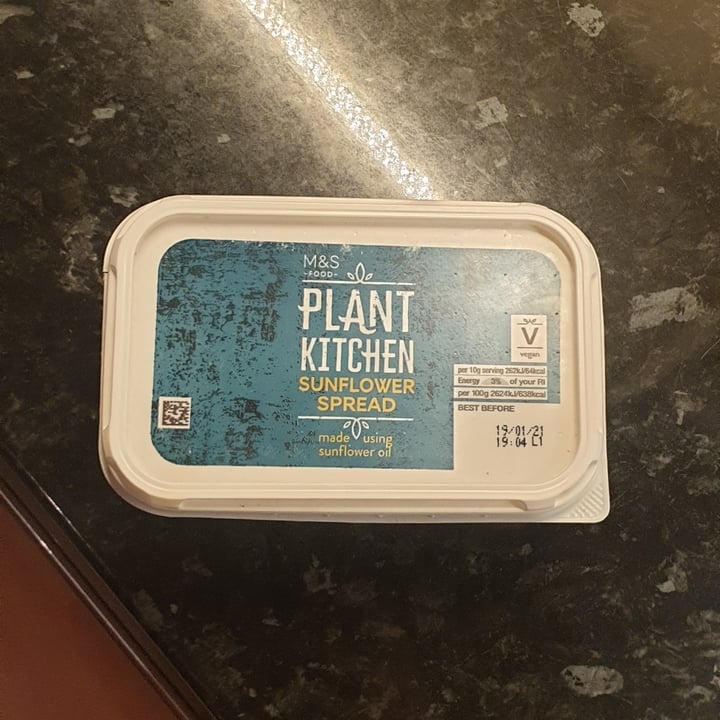 M&S
-FOOD-
PLANT
KITCHEN
SUNFLOWER
SPREAD
made using
sunflower oil
V
vegan
per 10g serving 262kJ/64kcal
Energy 3% of your RI
per 100g 2624kJ/638kcal
BEST BEFORE
19/01/21
19:04 L1